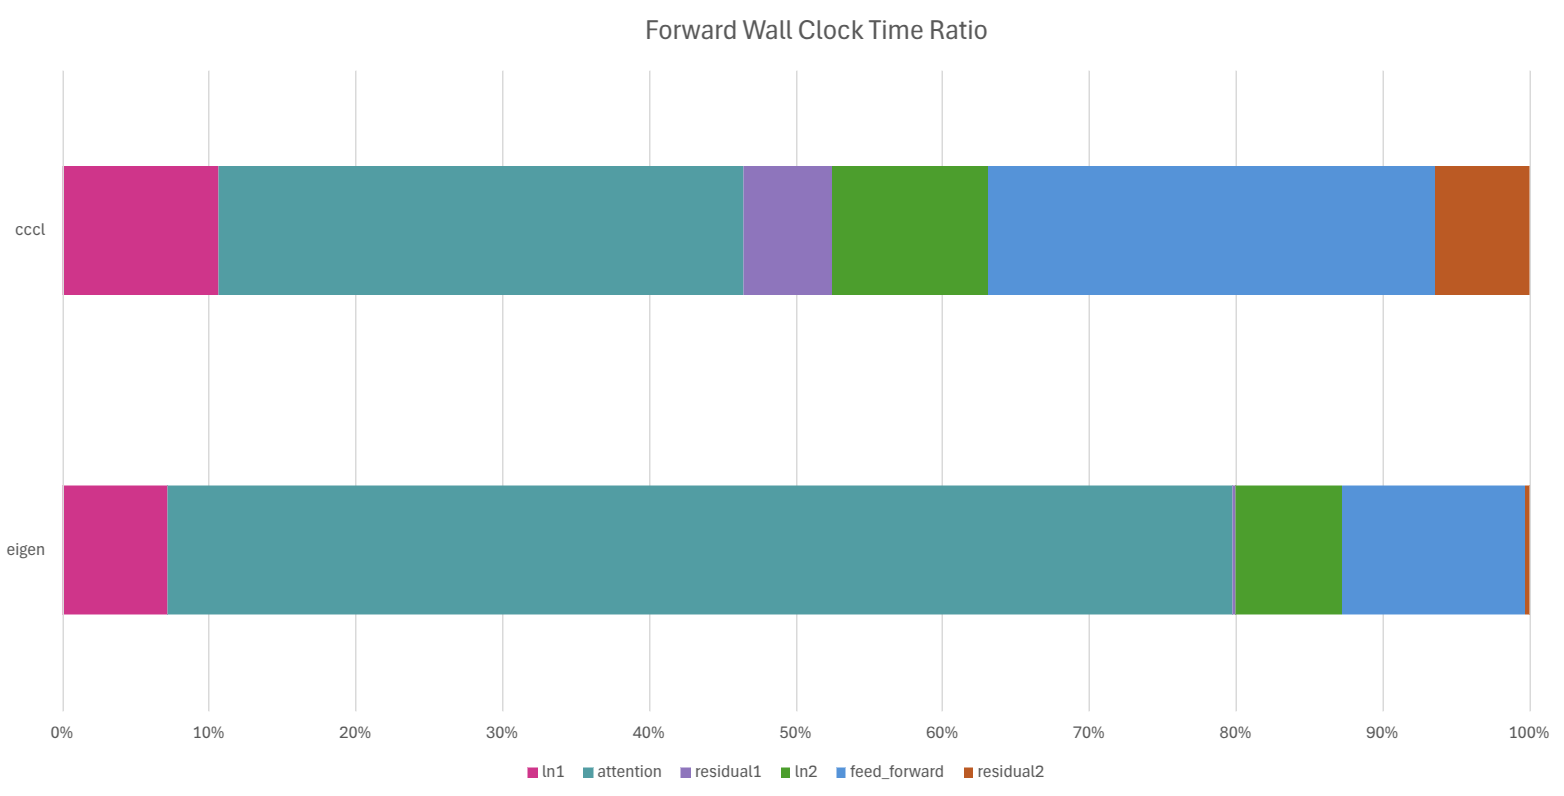 Forward Wall Clock Time Ratio
cccl
eigen
0% 10% 20% 30% 40% 50% 60% 70% 80% 90% 100%
ln1 attention residual1 ln2 feed_forward residual2